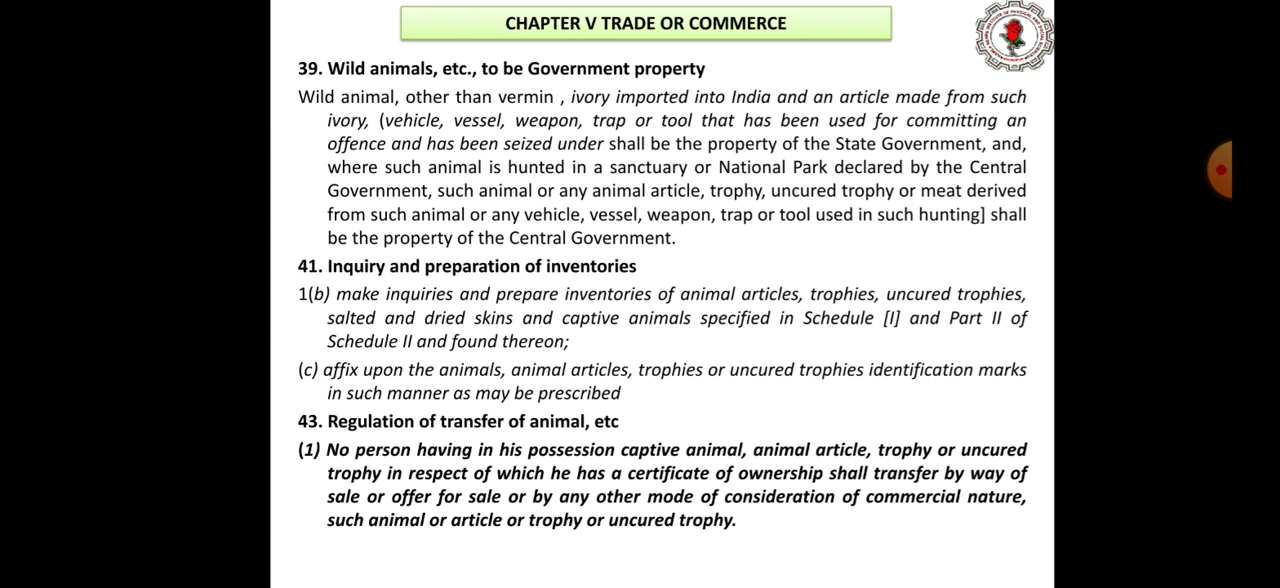 CHAPTER V TRADE OR COMMERCE
39. Wild animals, etc., to be Government property
Wild animal, other than vermin , ivory imported into India and an article made from such
ivory, (vehicle, vessel, weapon, trap or tool that has been used for committing an
offence and has been seized under shall be the property of the State Government, and,
where such animal is hunted in a sanctuary or National Park declared by the Central
Government, such animal or any animal article, trophy, uncured trophy or meat derived
from such animal or any vehicle, vessel, weapon, trap or tool used in such hunting] shall
be the property of the Central Government.
41. Inquiry and preparation of inventories
1(b) make inquiries and prepare inventories of animal articles, trophies, uncured trophies,
salted and dried skins and captive animals specified in Schedule [I] and Part II of
Schedule II and found thereon;
(c) affix upon the animals, animal articles, trophies or uncured trophies identification marks
in such manner as may be prescribed
43. Regulation of transfer of animal, etc
(1) No person having in his possession captive animal, animal article, trophy or uncured
trophy in respect of which he has a certificate of ownership shall transfer by way of
sale or offer for sale or by any other mode of consideration of commercial nature,
such animal or article or trophy or uncured trophy.